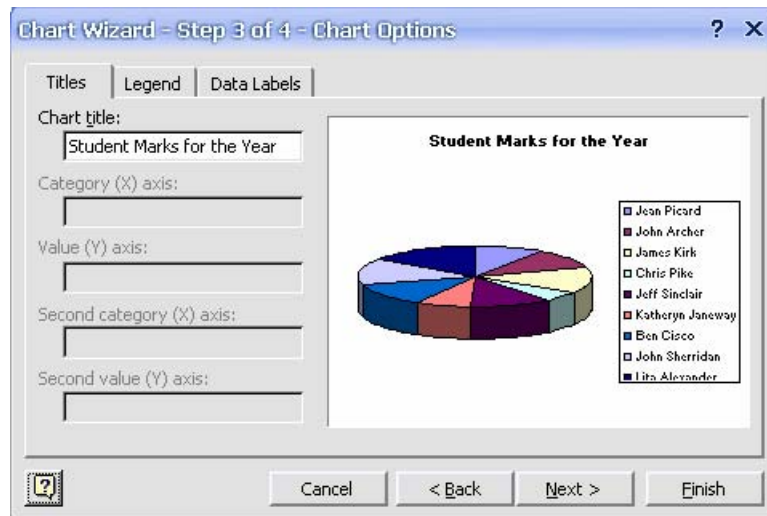 Chart Wizard - Step 3 of 4 - Chart Options
Titles
Legend
Data Labels
Chart title:
Student Marks for the Year
Category (X) axis:
Value (Y) axis:
Second category (X) axis:
Second value (Y) axis:
Student Marks for the Year
Jean Picard
John Archer
James Kirk
Chris Pike
Jeff Sinclair
Katheryn Janeway
Ben Cisco
John Sherridan
Lita Alexander
Cancel
< Back
Next >
Finish